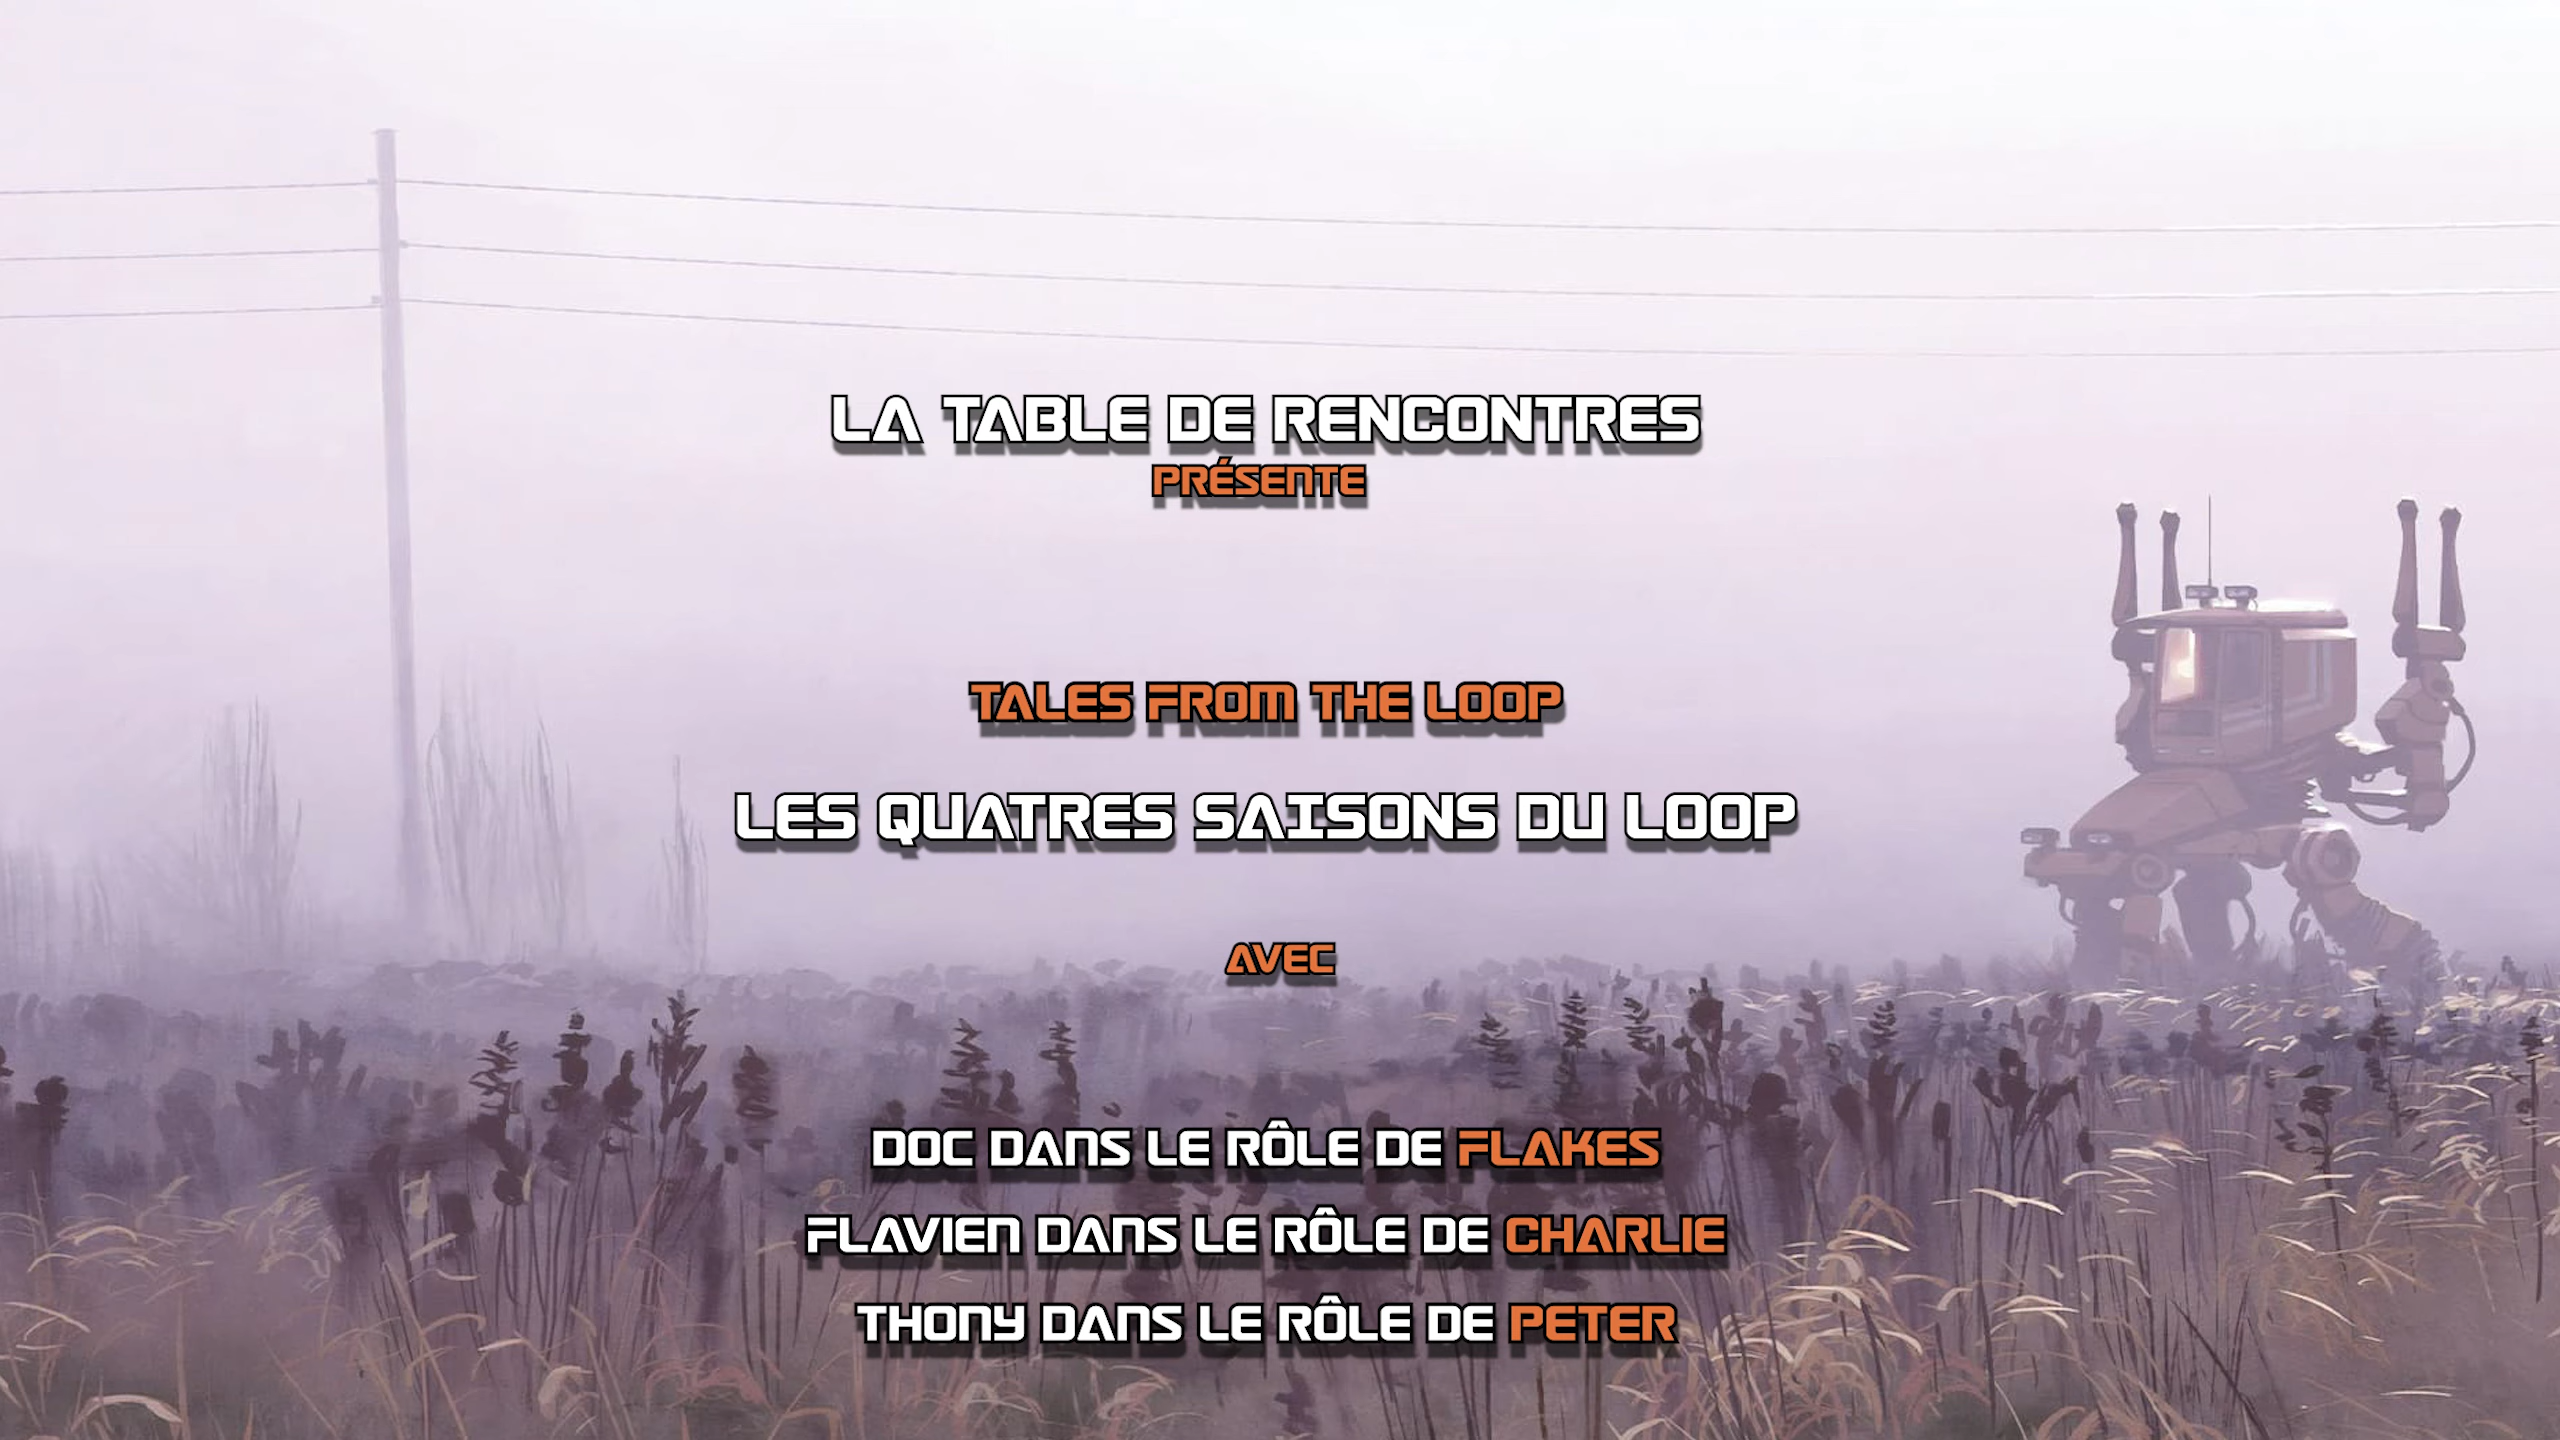 LA TABLE DE RENCONTRES
PRÉSENTE
TALES FROM THE LOOP
LES QUATRES SAISONS DU LOOP
AVEC
DOC DANS LE RÔLE DE FLAKES
FLAVIEN DANS LE RÔLE DE CHARLIE
THONY DANS LE RÔLE DE PETER